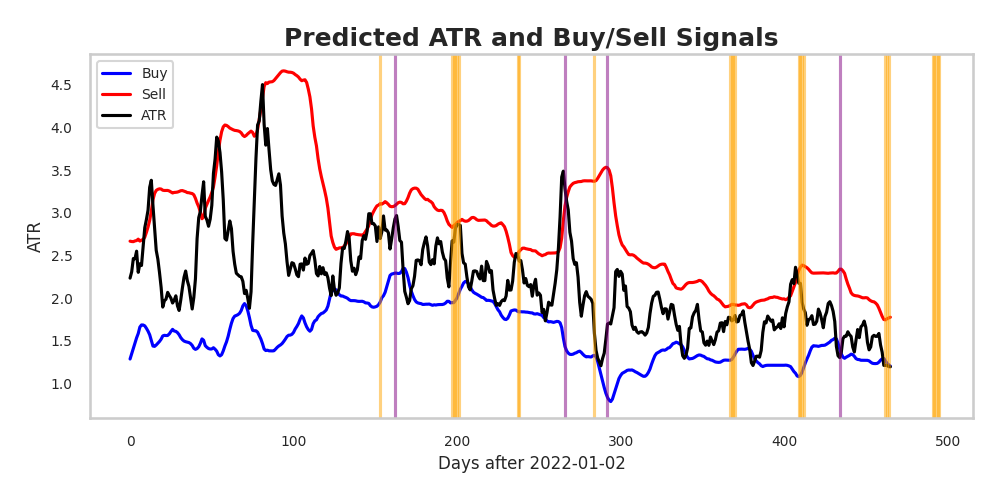 Predicted ATR and Buy/Sell Signals
Buy
Sell
ATR
4.5
4.0
3.5
3.0
2.5
2.0
1.5
1.0
ATR
0
100
200
300
400
500
Days after 2022-01-02